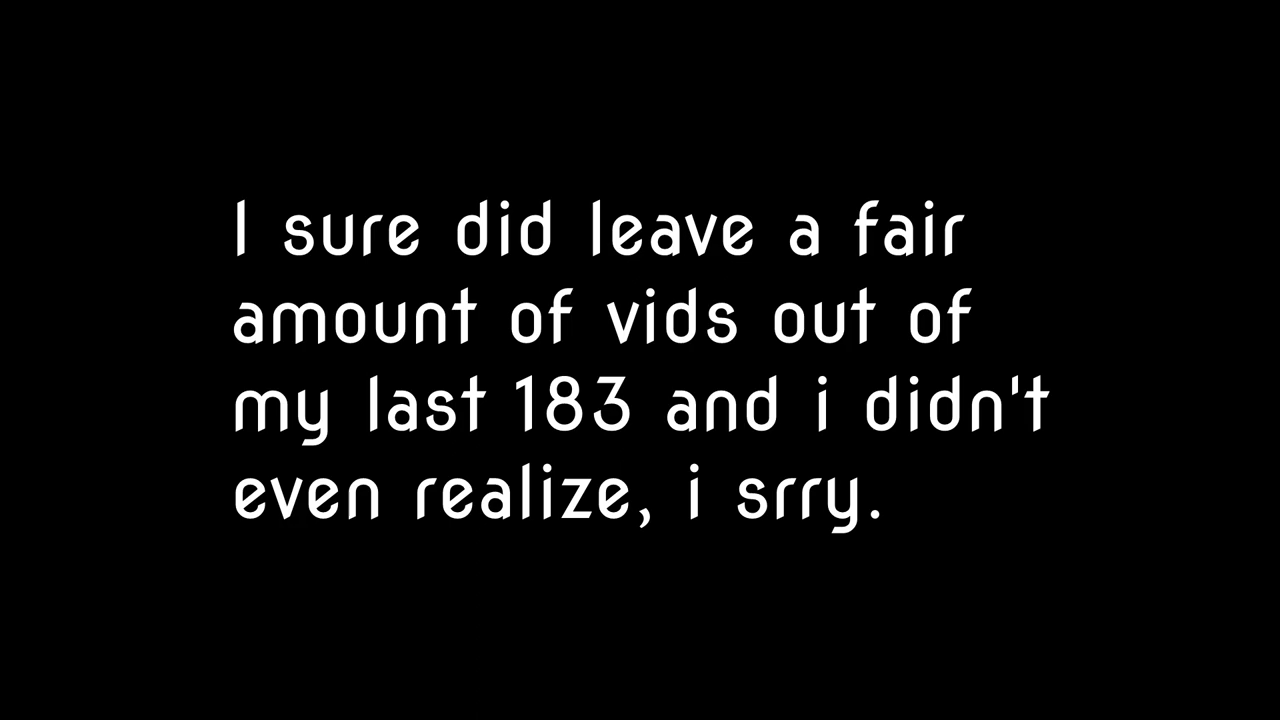 I sure did leave a fair
amount of vids out of
my last 183 and i didn't
even realize, i srry.